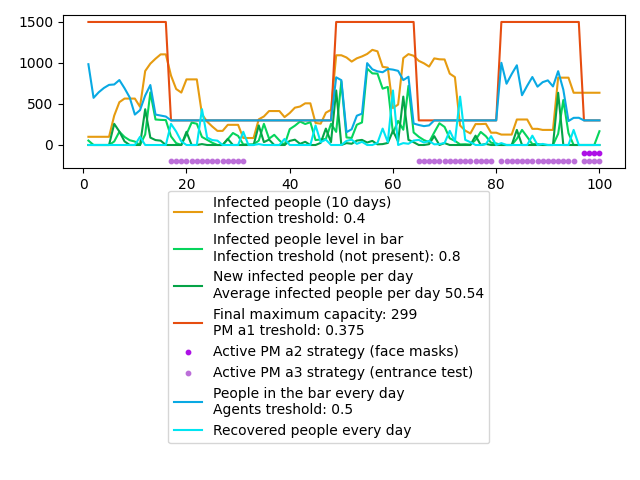 1500
1000
500
0
0 20 40 60 80 100
Infected people (10 days)
Infection treshold: 0.4
Infected people level in bar
Infection treshold (not present): 0.8
New infected people per day
Average infected people per day 50.54
Final maximum capacity: 299
PM a1 treshold: 0.375
Active PM a2 strategy (face masks)
Active PM a3 strategy (entrance test)
People in the bar every day
Agents treshold: 0.5
Recovered people every day